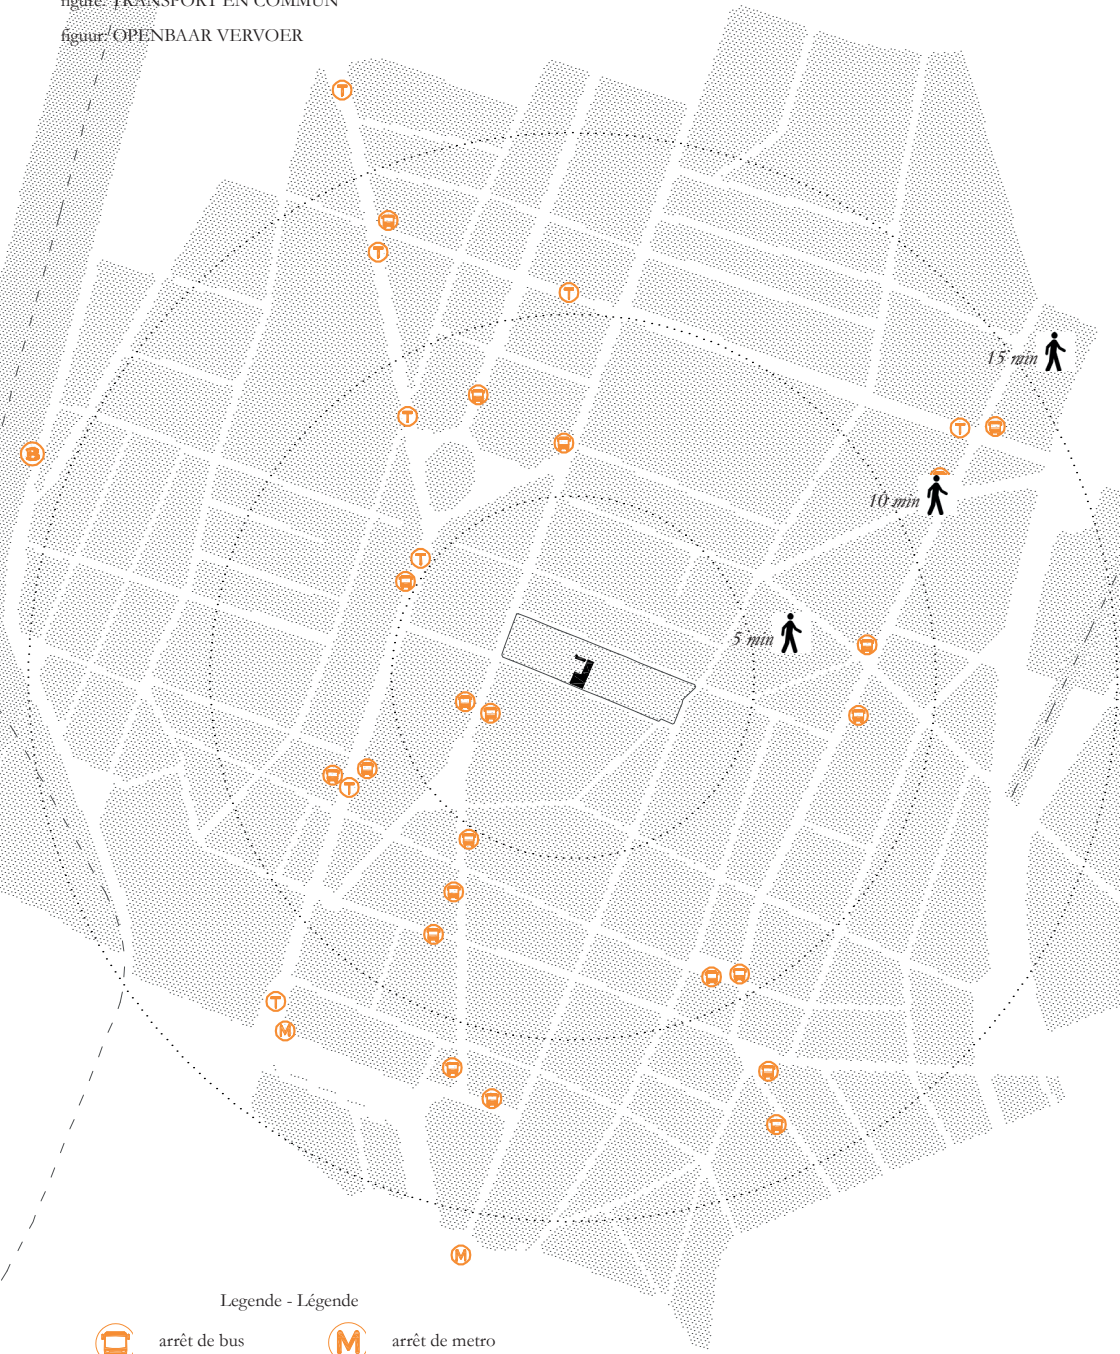 figure: TRANSPORT EN COMMUN
figuur: OPENBAAR VERVOER
T
T
T
15 min
T
T
B
10 min
T
5 min
T
T
M
M
Legende - Légende
arrêt de bus
M arrêt de metro